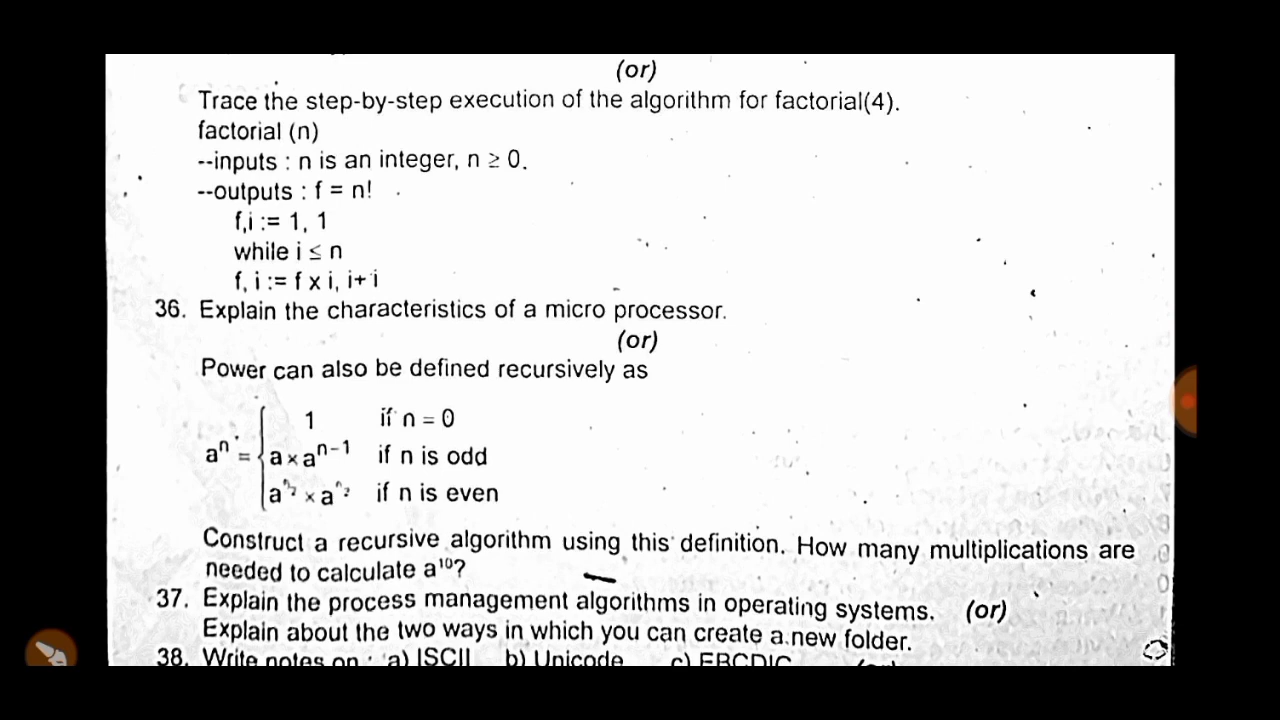 (or)
Trace the step-by-step execution of the algorithm for factorial(4).
factorial (n)
--inputs : n is an integer, n ≥ 0.
--outputs : f = n!
f,i := 1, 1
while i ≤ n
f, i := f x i, i+ i
36. Explain the characteristics of a micro processor.
(or)
Power can also be defined recursively as
1 if n = 0
aⁿ = a × aⁿ⁻¹ if n is odd
a^n/2 × a^n/2 if n is even
Construct a recursive algorithm using this definition. How many multiplications are
needed to calculate a¹⁰?
37. Explain the process management algorithms in operating systems. (or)
Explain about the two ways in which you can create a new folder.
38. Write notes on : a) ISCII b) Unicode c) EBCDIC